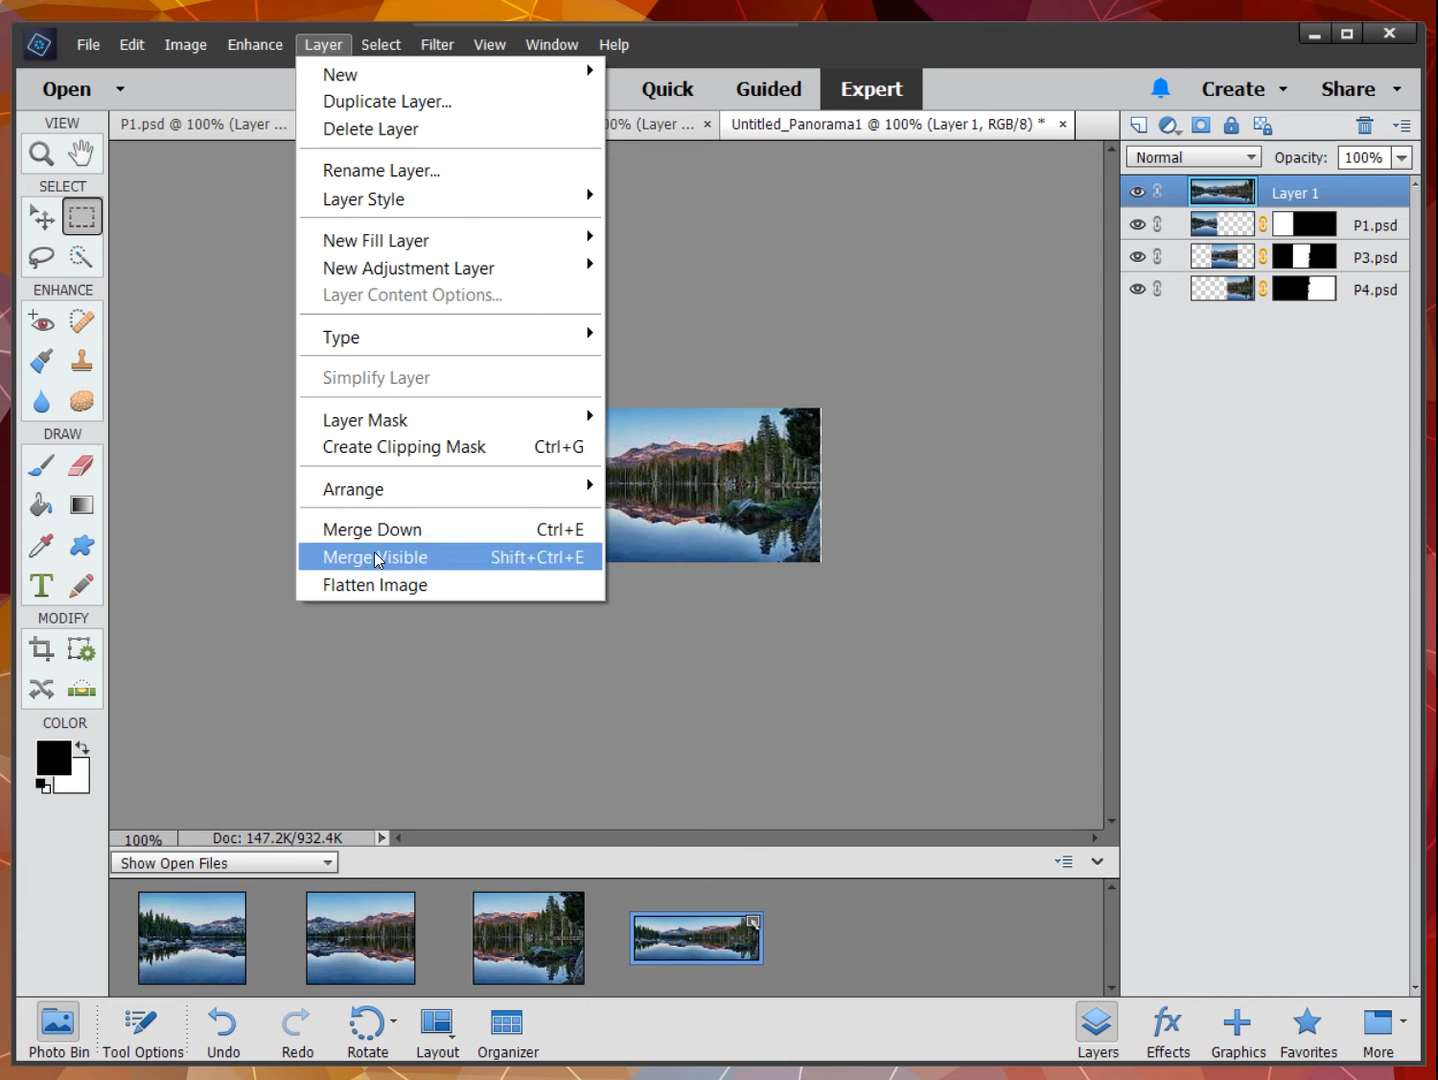 File Edit Image Enhance Layer Select Filter View Window Help
Open Quick Guided Expert Create Share
P1.psd @ 100% (Layer ... 00% (Layer ... × Untitled_Panorama1 @ 100% (Layer 1, RGB/8) * ×
VIEW
SELECT
ENHANCE
DRAW
MODIFY
COLOR
New
Duplicate Layer...
Delete Layer
Rename Layer...
Layer Style
New Fill Layer
New Adjustment Layer
Layer Content Options...
Type
Simplify Layer
Layer Mask
Create Clipping Mask Ctrl+G
Arrange
Merge Down Ctrl+E
Merge Visible Shift+Ctrl+E
Flatten Image
Normal Opacity: 100%
Layer 1
P1.psd
P3.psd
P4.psd
100% Doc: 147.2K/932.4K
Show Open Files
Photo Bin Tool Options Undo Redo Rotate Layout Organizer Layers Effects Graphics Favorites More